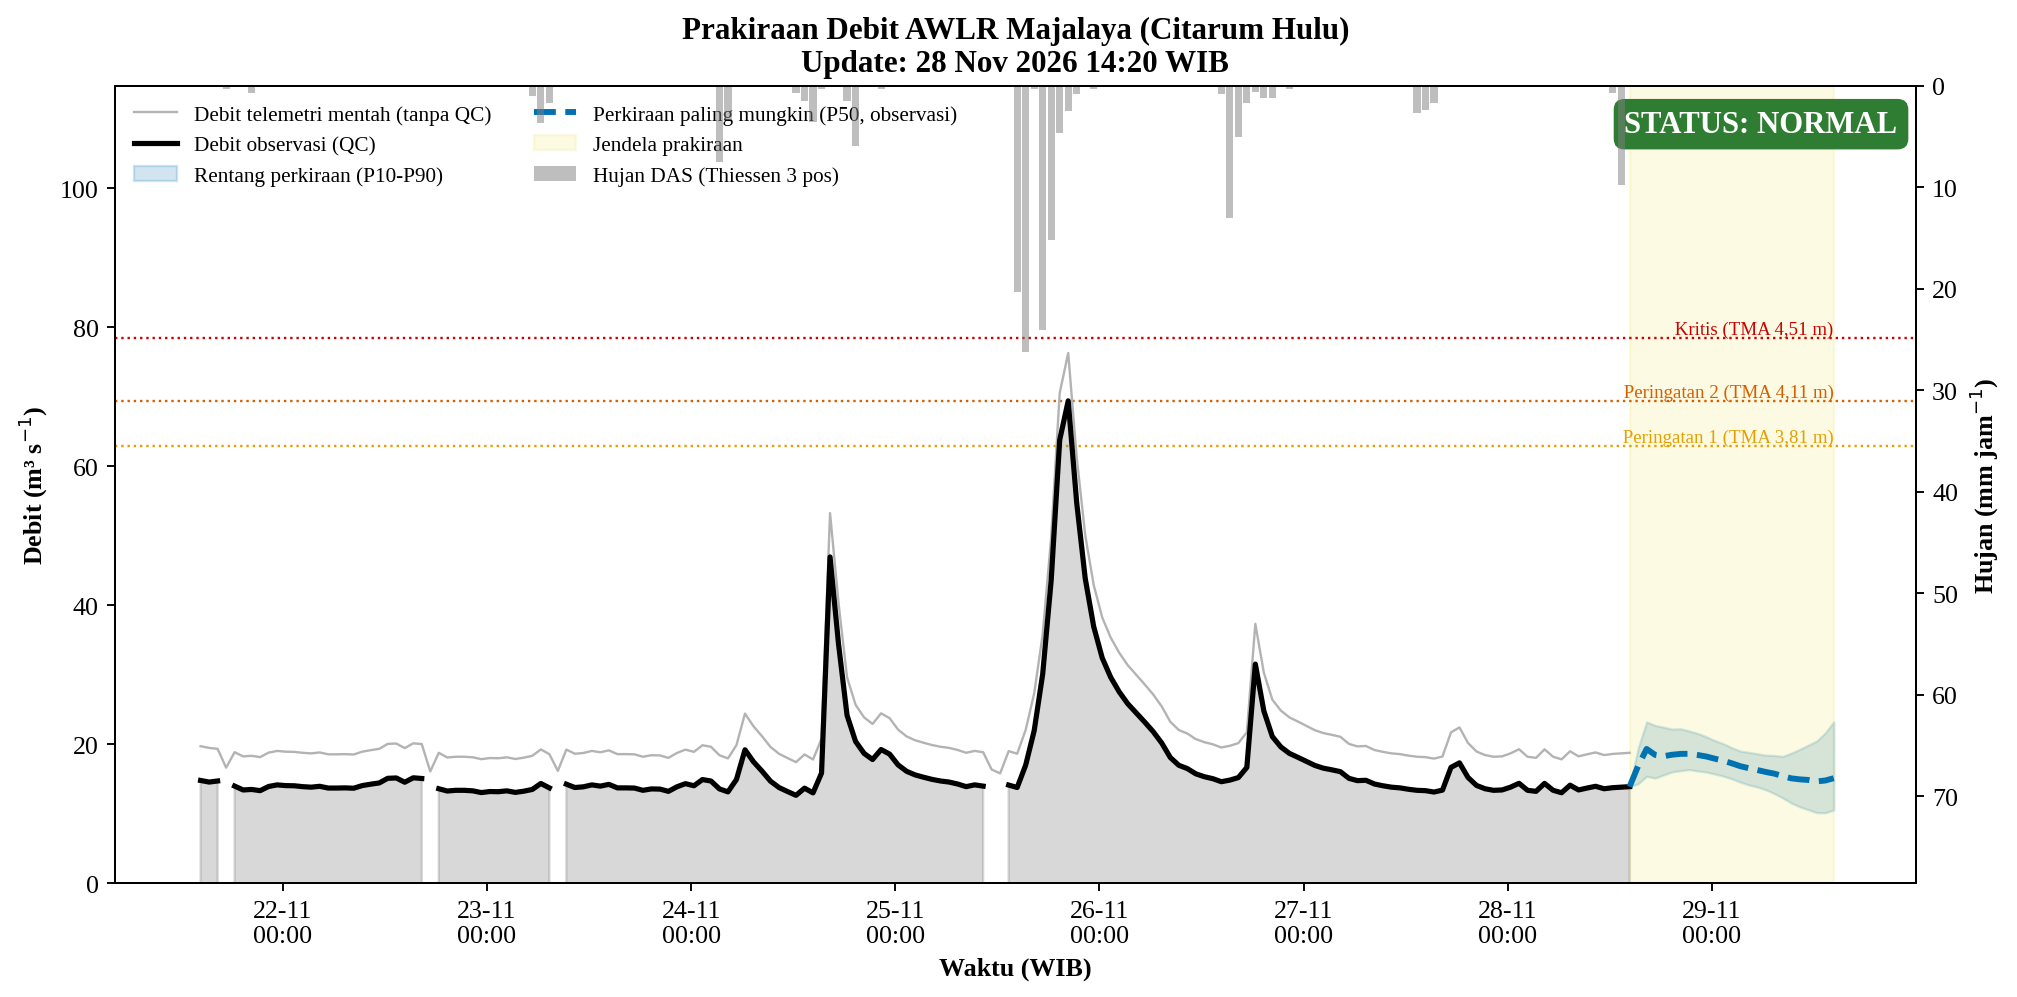 Prakiraan Debit AWLR Majalaya (Citarum Hulu)
Update: 28 Nov 2026 14:20 WIB
Debit telemetri mentah (tanpa QC)
Debit observasi (QC)
Rentang perkiraan (P10-P90)
Perkiraan paling mungkin (P50, observasi)
Jendela prakiraan
Hujan DAS (Thiessen 3 pos)
STATUS: NORMAL
Kritis (TMA 4,51 m)
Peringatan 2 (TMA 4,11 m)
Peringatan 1 (TMA 3,81 m)
Debit (m³ s⁻¹)
100
80
60
40
20
0
Hujan (mm jam⁻¹)
0
10
20
30
40
50
60
70
22-11
00:00
23-11
00:00
24-11
00:00
25-11
00:00
26-11
00:00
27-11
00:00
28-11
00:00
29-11
00:00
Waktu (WIB)